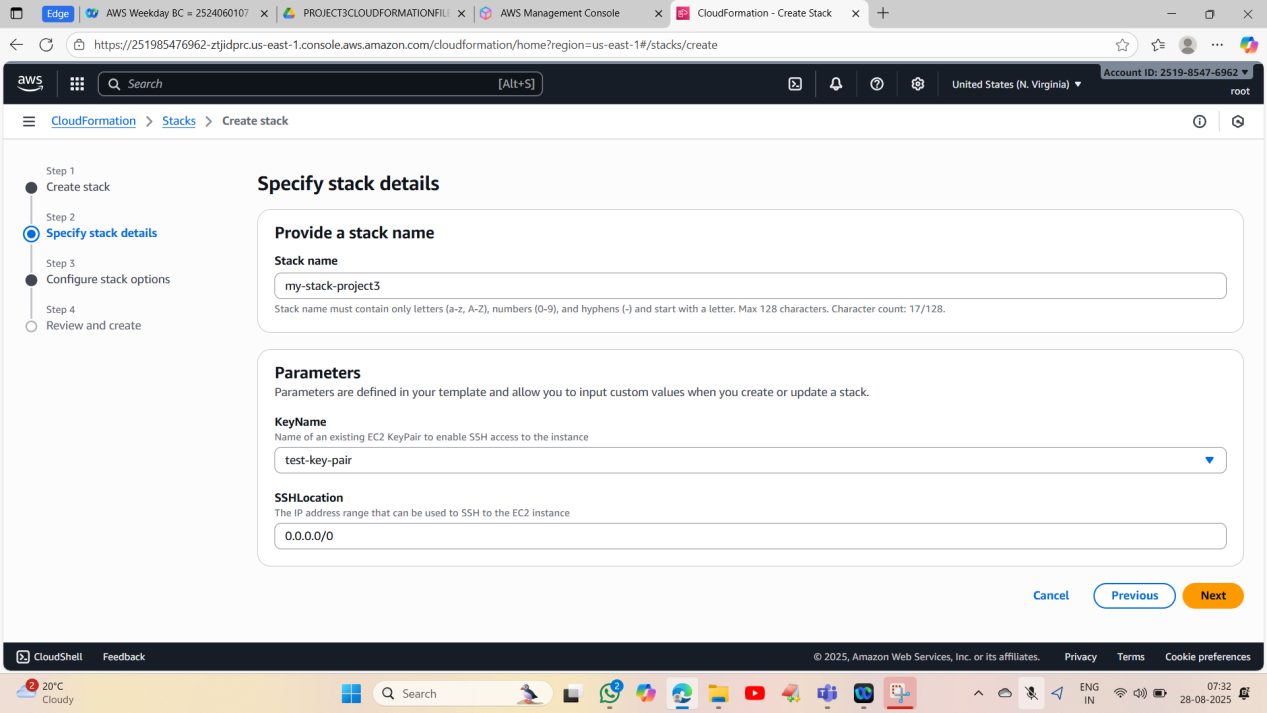 Edge
AWS Weekday BC = 2524060107
PROJECT3CLOUDFORMATIONFILE
AWS Management Console
CloudFormation - Create Stack
https://251985476962-ztjidprc.us-east-1.console.aws.amazon.com/cloudformation/home?region=us-east-1#/stacks/create
aws
Search
[Alt+S]
United States (N. Virginia)
Account ID: 2519-8547-6962
root
CloudFormation
Stacks
Create stack
Step 1
Create stack
Step 2
Specify stack details
Step 3
Configure stack options
Step 4
Review and create
Specify stack details
Provide a stack name
Stack name
my-stack-project3
Stack name must contain only letters (a-z, A-Z), numbers (0-9), and hyphens (-) and start with a letter. Max 128 characters. Character count: 17/128.
Parameters
Parameters are defined in your template and allow you to input custom values when you create or update a stack.
KeyName
Name of an existing EC2 KeyPair to enable SSH access to the instance
test-key-pair
SSHLocation
The IP address range that can be used to SSH to the EC2 instance
0.0.0.0/0
Cancel
Previous
Next
CloudShell
Feedback
© 2025, Amazon Web Services, Inc. or its affiliates.
Privacy
Terms
Cookie preferences
2
20°C
Cloudy
Search
2
ENG
IN
07:32
28-08-2025